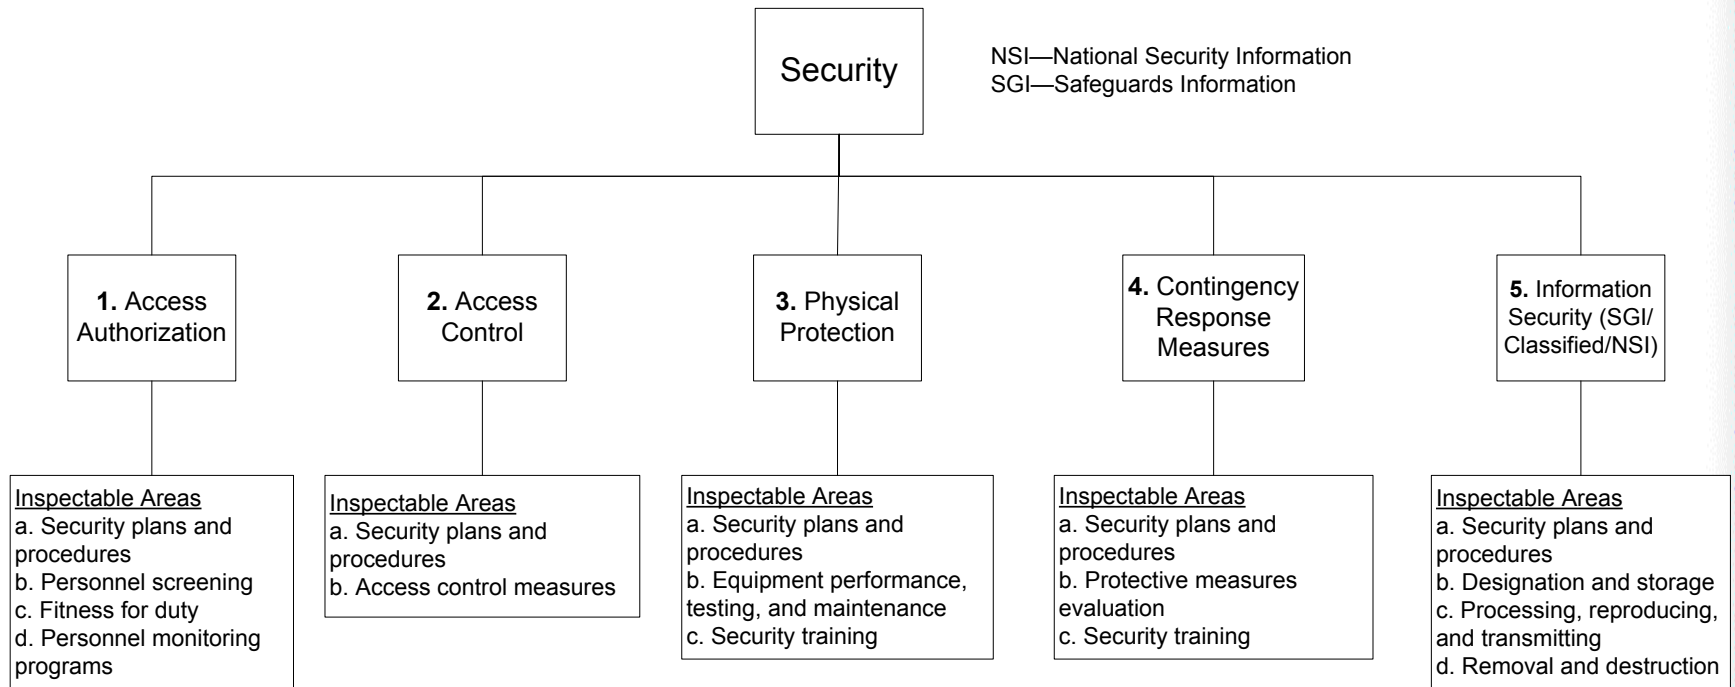 Security
NSI—National Security Information
SGI—Safeguards Information
1. Access
Authorization
2. Access
Control
3. Physical
Protection
4. Contingency
Response
Measures
5. Information
Security (SGI/
Classified/NSI)
Inspectable Areas
a. Security plans and
procedures
b. Personnel screening
c. Fitness for duty
d. Personnel monitoring
programs
Inspectable Areas
a. Security plans and
procedures
b. Access control measures
Inspectable Areas
a. Security plans and
procedures
b. Equipment performance,
testing, and maintenance
c. Security training
Inspectable Areas
a. Security plans and
procedures
b. Protective measures
evaluation
c. Security training
Inspectable Areas
a. Security plans and
procedures
b. Designation and storage
c. Processing, reproducing,
and transmitting
d. Removal and destruction